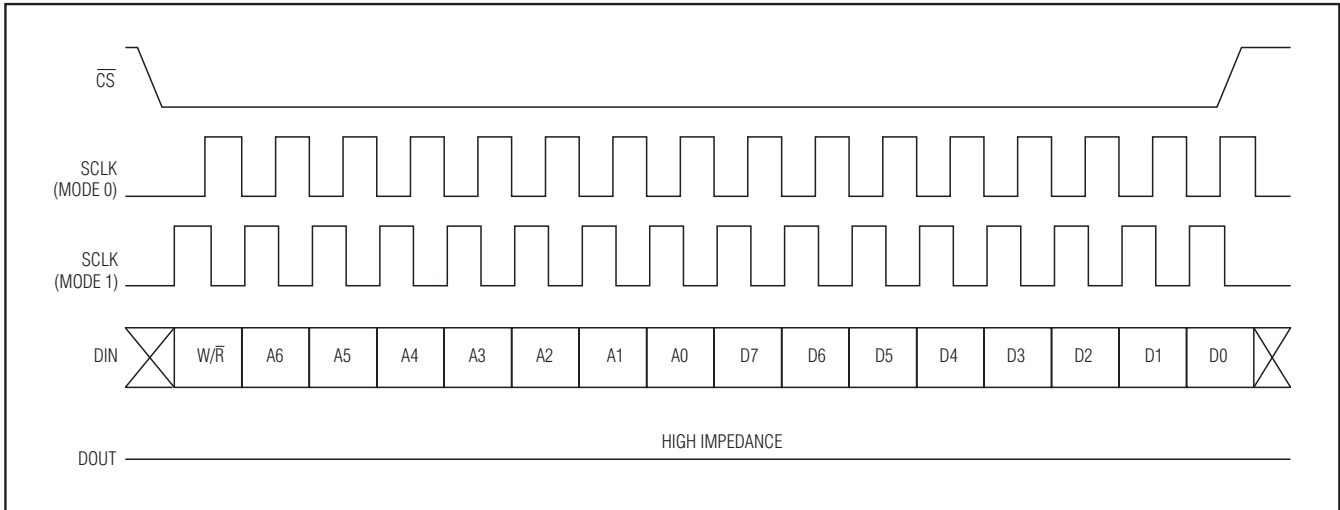 C̅S̅
SCLK
(MODE 0)
SCLK
(MODE 1)
DIN W/R̅ A6 A5 A4 A3 A2 A1 A0 D7 D6 D5 D4 D3 D2 D1 D0
HIGH IMPEDANCE
DOUT